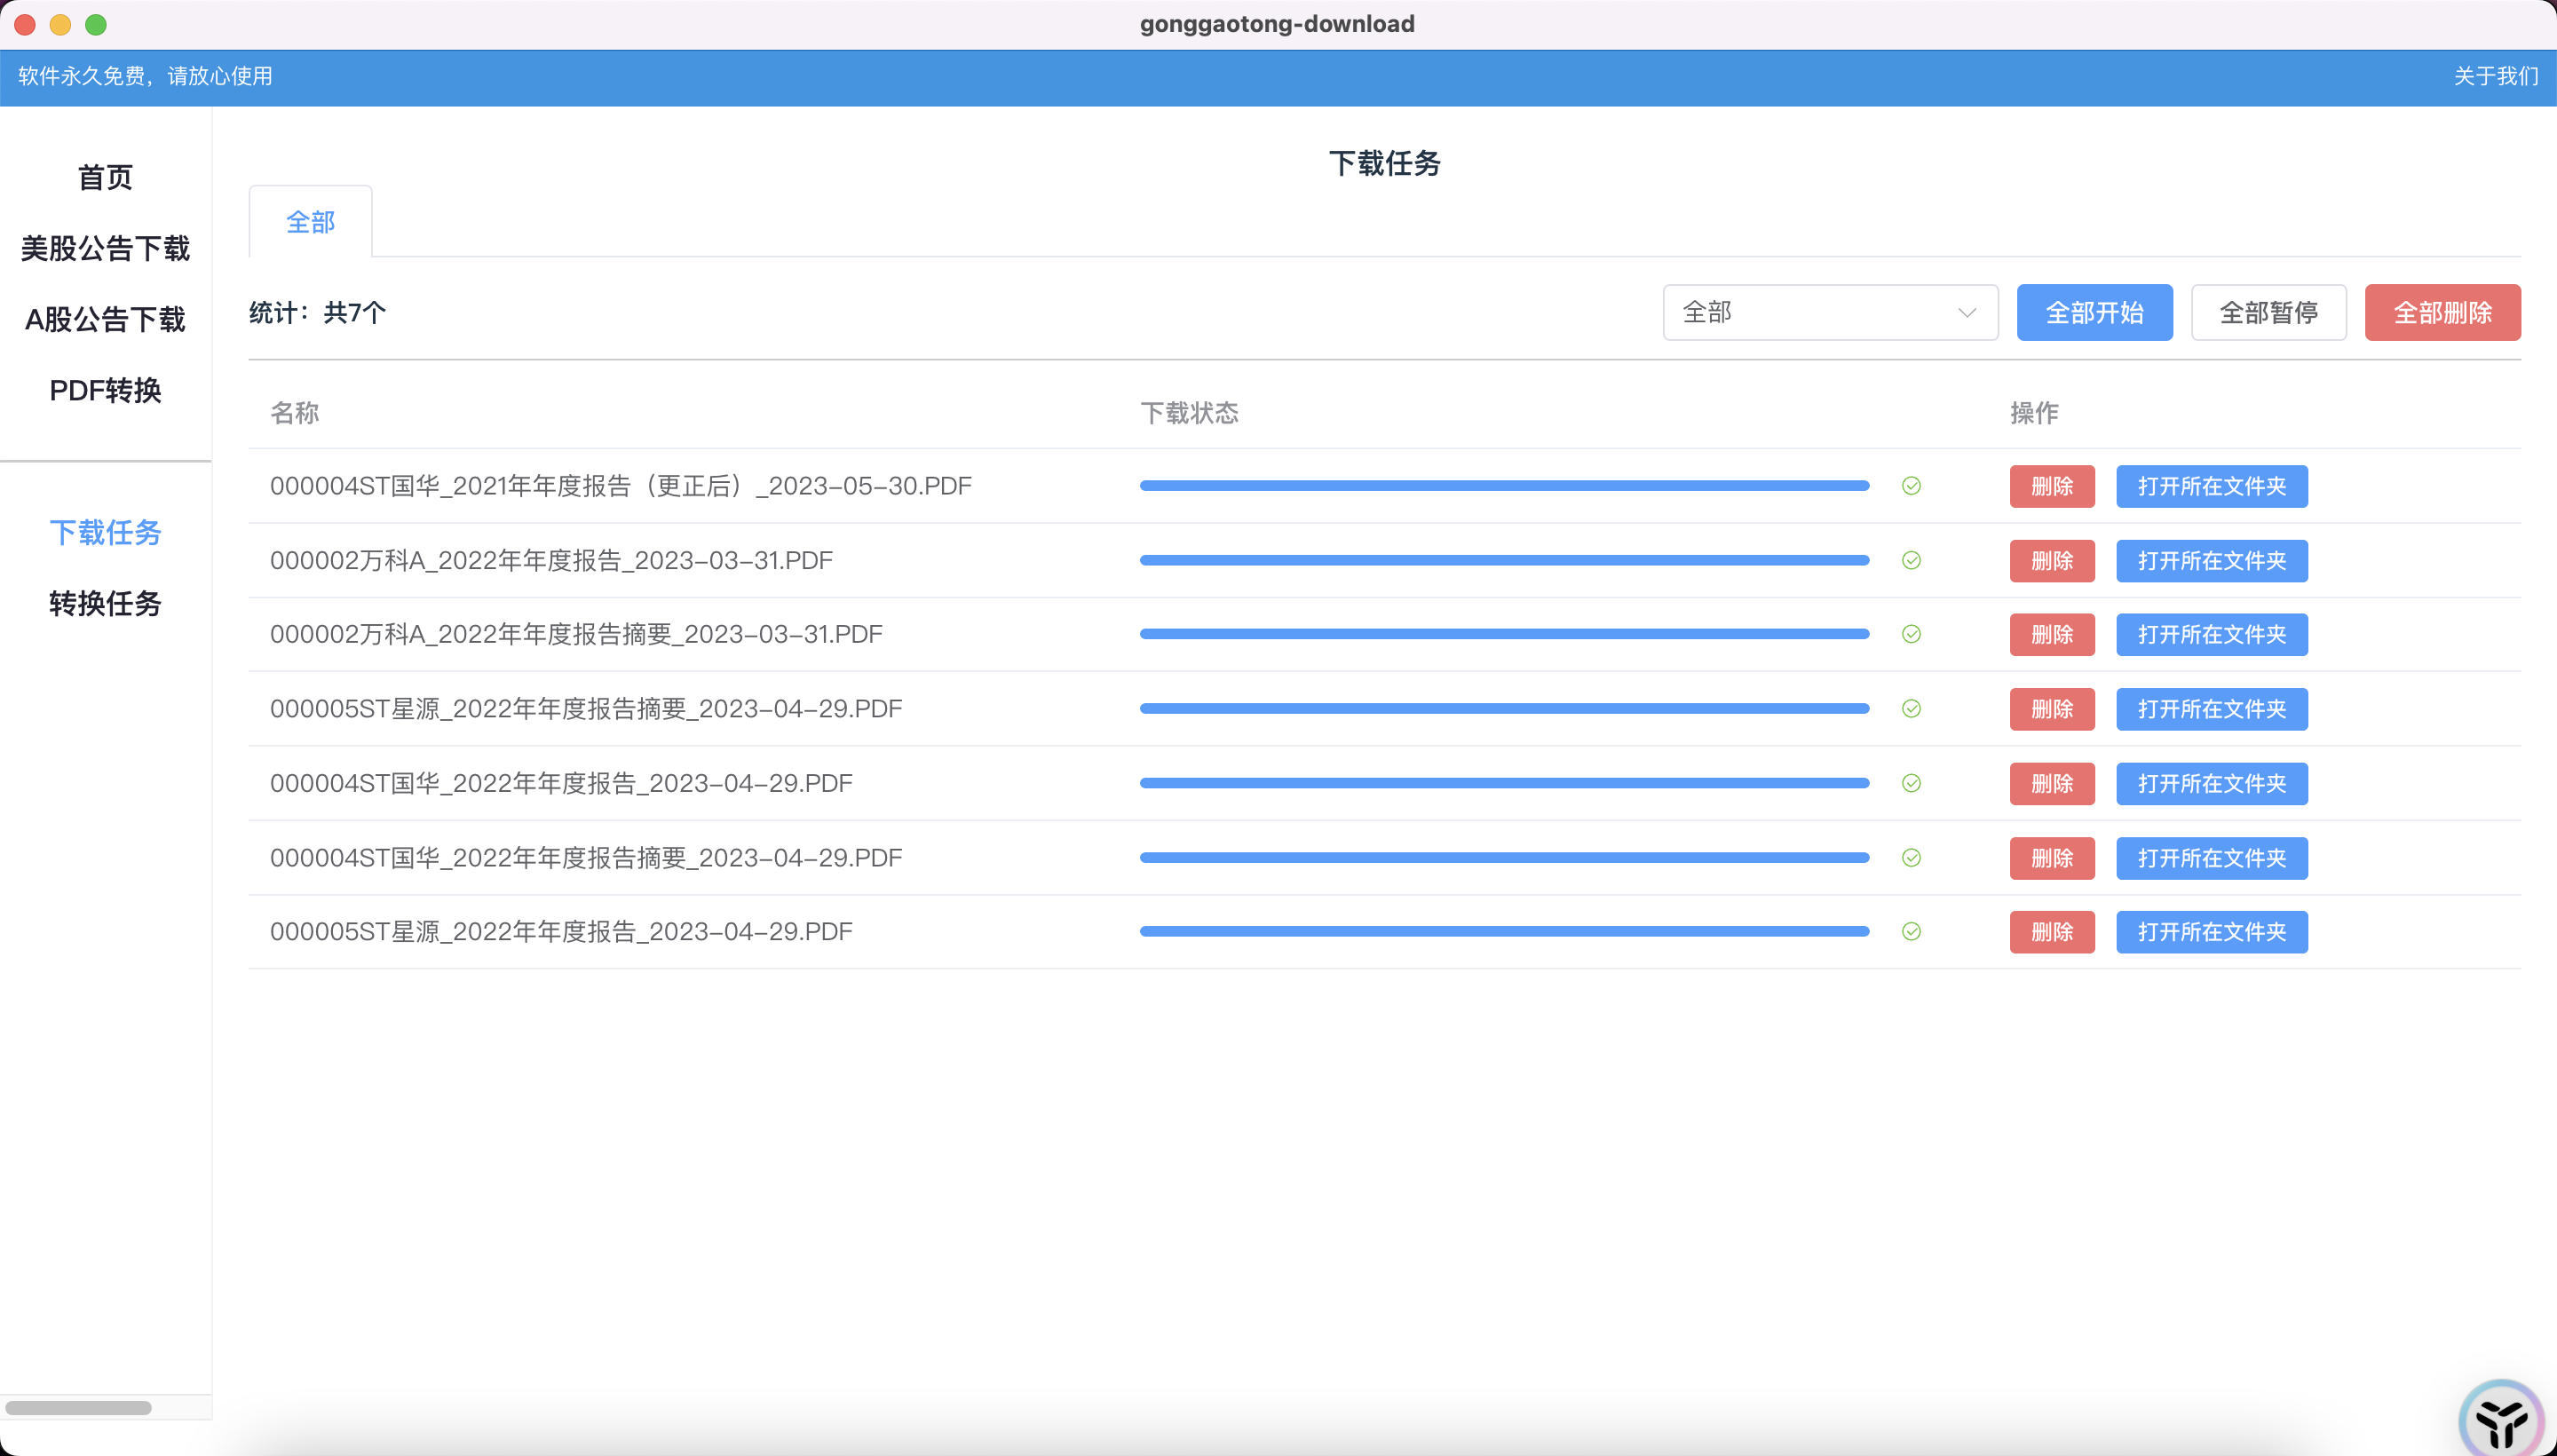 gonggaotong-download
软件永久免费，请放心使用
关于我们
首页
美股公告下载
A股公告下载
PDF转换
下载任务
转换任务
下载任务
全部
统计：共7个
全部
全部开始
全部暂停
全部删除
名称
下载状态
操作
000004ST国华_2021年年度报告（更正后）_2023-05-30.PDF
删除
打开所在文件夹
000002万科A_2022年年度报告_2023-03-31.PDF
删除
打开所在文件夹
000002万科A_2022年年度报告摘要_2023-03-31.PDF
删除
打开所在文件夹
000005ST星源_2022年年度报告摘要_2023-04-29.PDF
删除
打开所在文件夹
000004ST国华_2022年年度报告_2023-04-29.PDF
删除
打开所在文件夹
000004ST国华_2022年年度报告摘要_2023-04-29.PDF
删除
打开所在文件夹
000005ST星源_2022年年度报告_2023-04-29.PDF
删除
打开所在文件夹